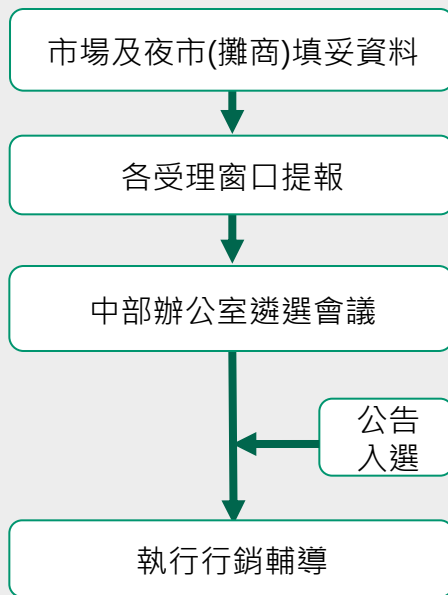 市場及夜市(攤商)填妥資料
各受理窗口提報
中部辦公室遴選會議
公告
入選
執行行銷輔導